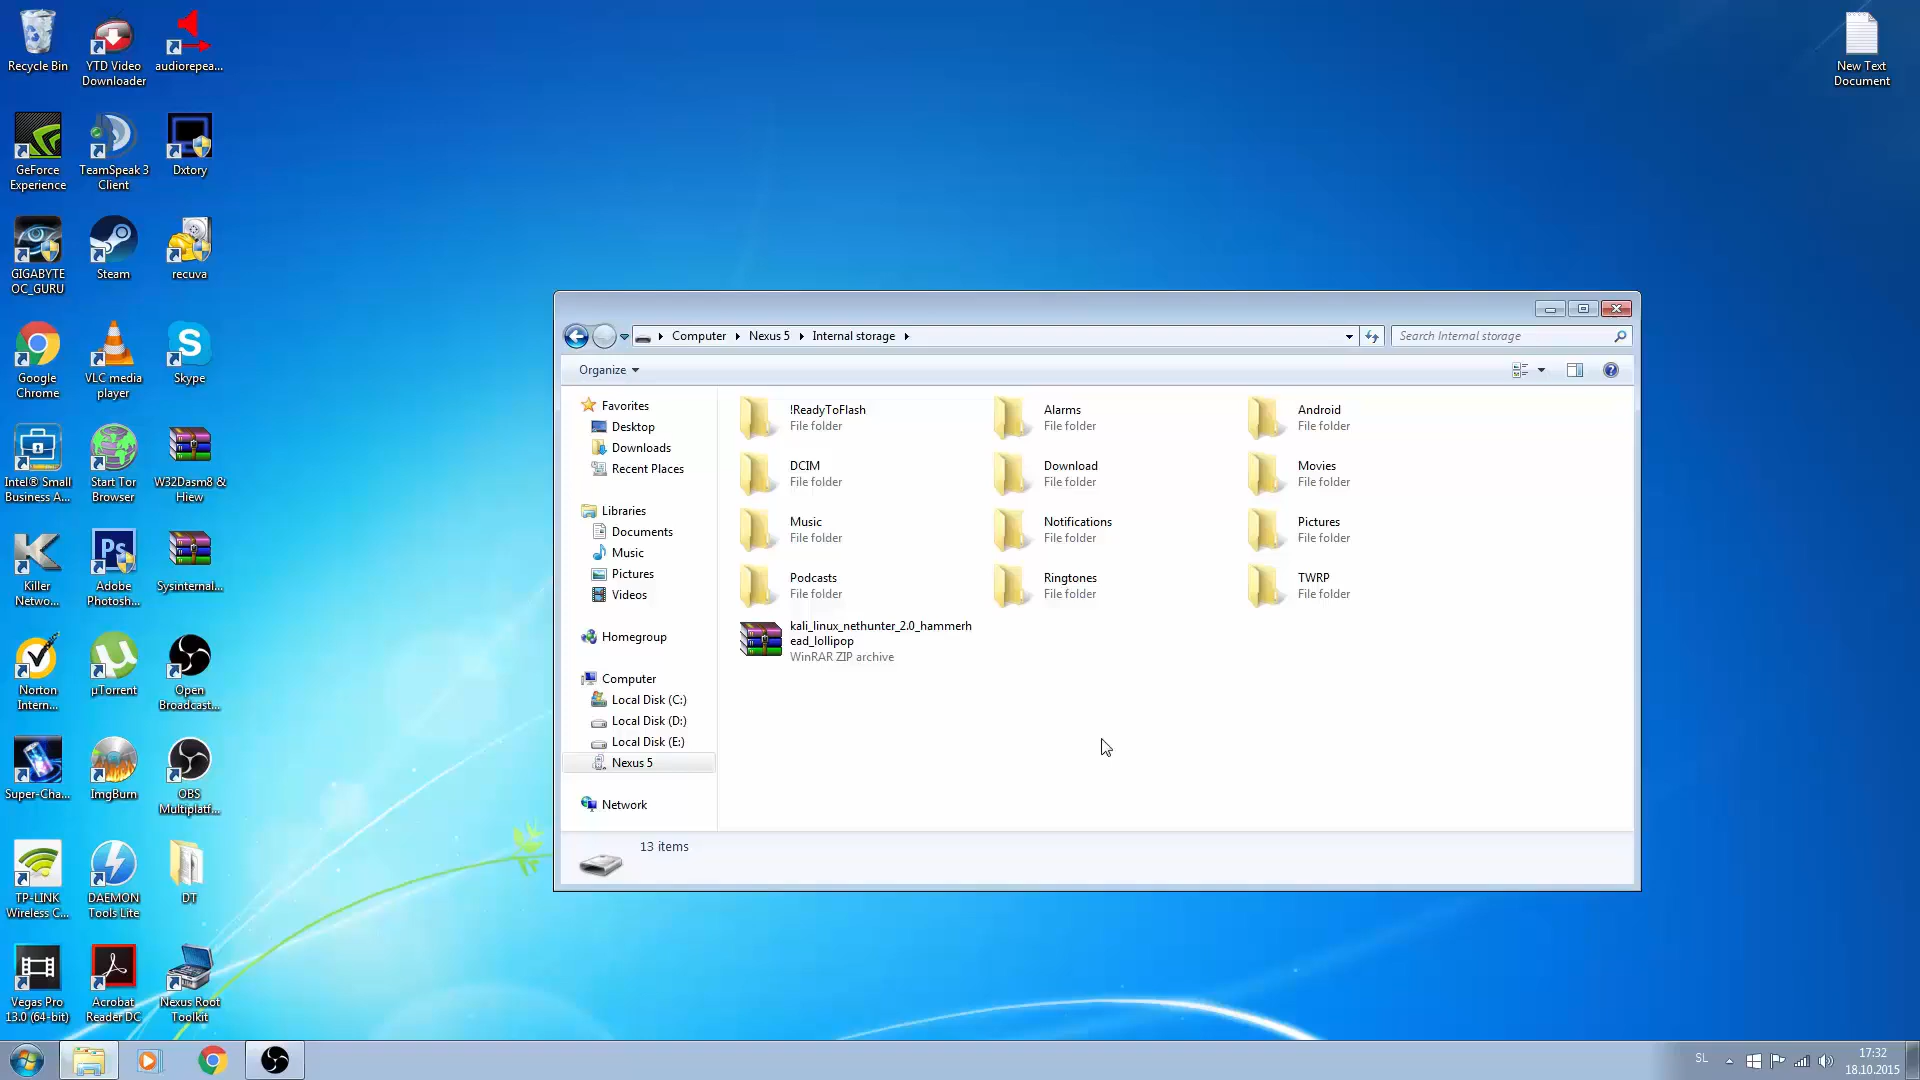 Recycle Bin
YTD Video
Downloader
audiorepea...
New Text
Document
GeForce
Experience
TeamSpeak 3
Client
Dxtory
GIGABYTE
OC_GURU
Steam
recuva
Google
Chrome
VLC media
player
Skype
Intel® Small
Business A...
Start Tor
Browser
W32Dasm8 &
Hiew
Killer
Netwo...
Adobe
Photosh...
Sysinternal...
Norton
Intern...
µTorrent
Open
Broadcast...
Super-Cha...
ImgBurn
OBS
Multiplatf...
TP-LINK
Wireless C...
DAEMON
Tools Lite
DT
Vegas Pro
13.0 (64-bit)
Acrobat
Reader DC
Nexus Root
Toolkit
Computer
Nexus 5
Internal storage
Search Internal storage
Organize
Favorites
Desktop
Downloads
Recent Places
Libraries
Documents
Music
Pictures
Videos
Homegroup
Computer
Local Disk (C:)
Local Disk (D:)
Local Disk (E:)
Nexus 5
Network
!ReadyToFlash
File folder
Alarms
File folder
Android
File folder
DCIM
File folder
Download
File folder
Movies
File folder
Music
File folder
Notifications
File folder
Pictures
File folder
Podcasts
File folder
Ringtones
File folder
TWRP
File folder
kali_linux_nethunter_2.0_hammerh
ead_lollipop
WinRAR ZIP archive
13 items
SL
17:32
18.10.2015